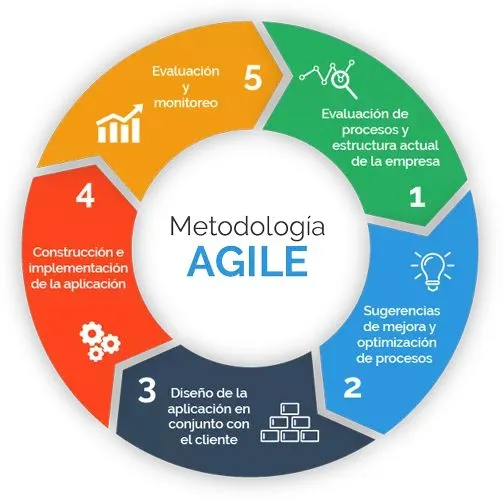 Metodología
AGILE
Evaluación de
procesos y
estructura actual
de la empresa
1
Sugerencias
de mejora y
optimización
de procesos
2
3
Diseño de la
aplicación en
conjunto con
el cliente
4
Construcción e
implementación
de la aplicación
5
Evaluación
y
monitoreo